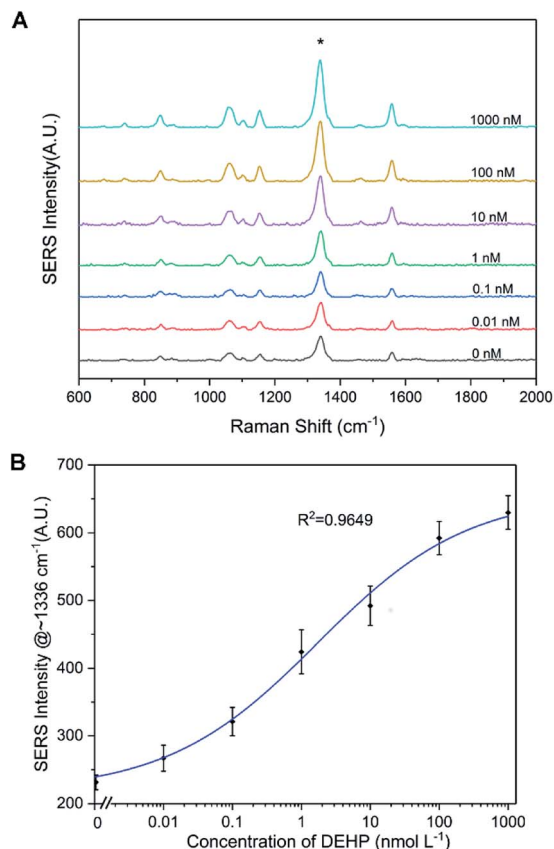 A
*
1000 nM
100 nM
10 nM
1 nM
0.1 nM
0.01 nM
0 nM
SERS Intensity(A.U.)
600 800 1000 1200 1400 1600 1800 2000
Raman Shift (cm⁻¹)
B
700
600
500
400
300
200
R²=0.9649
SERS Intensity @~1336 cm⁻¹(A.U.)
0 0.01 0.1 1 10 100 1000
Concentration of DEHP (nmol L⁻¹)